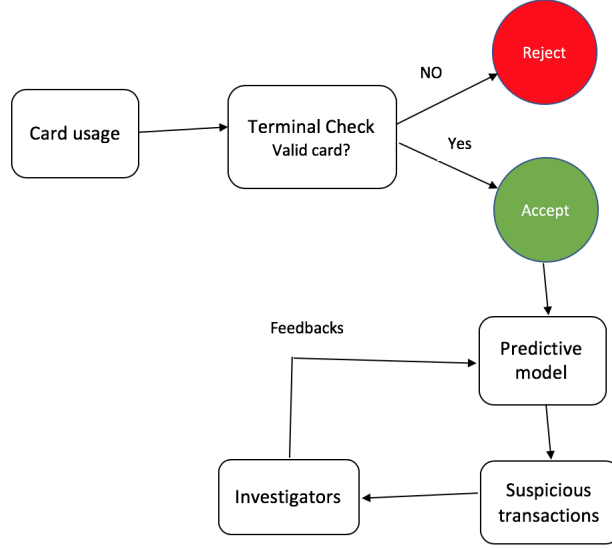 Reject
NO
Card usage
Terminal Check
Valid card?
Yes
Accept
Feedbacks
Predictive
model
Investigators
Suspicious
transactions